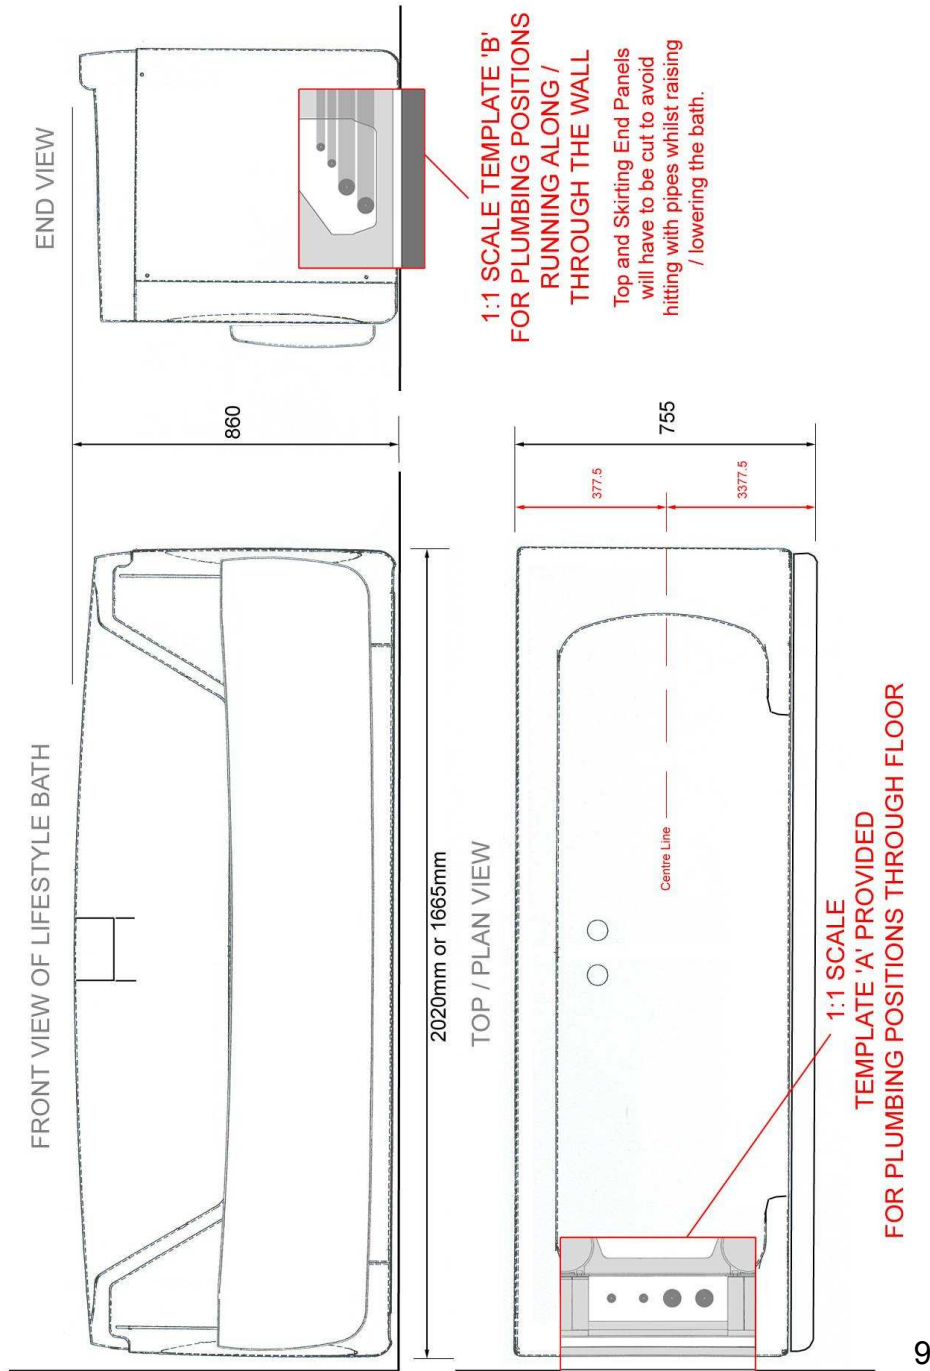 FRONT VIEW OF LIFESTYLE BATH
END VIEW
860
2020mm or 1665mm
1:1 SCALE TEMPLATE 'B'
FOR PLUMBING POSITIONS
RUNNING ALONG /
THROUGH THE WALL
Top and Skirting End Panels
will have to be cut to avoid
hitting with pipes whilst raising
/ lowering the bath.
TOP / PLAN VIEW
755
377.5
3377.5
Centre Line
1:1 SCALE
TEMPLATE 'A' PROVIDED
FOR PLUMBING POSITIONS THROUGH FLOOR
9